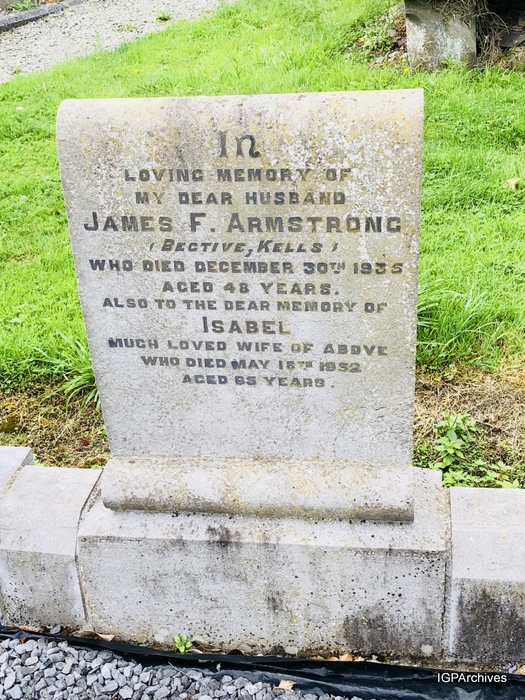 In
LOVING MEMORY OF
MY DEAR HUSBAND
JAMES F. ARMSTRONG
(BECTIVE, KELLS)
WHO DIED DECEMBER 30TH 1935
AGED 48 YEARS.
ALSO TO THE DEAR MEMORY OF
ISABEL
MUCH LOVED WIFE OF ABOVE
WHO DIED MAY 18TH 1952
AGED 65 YEARS.
IGPArchives